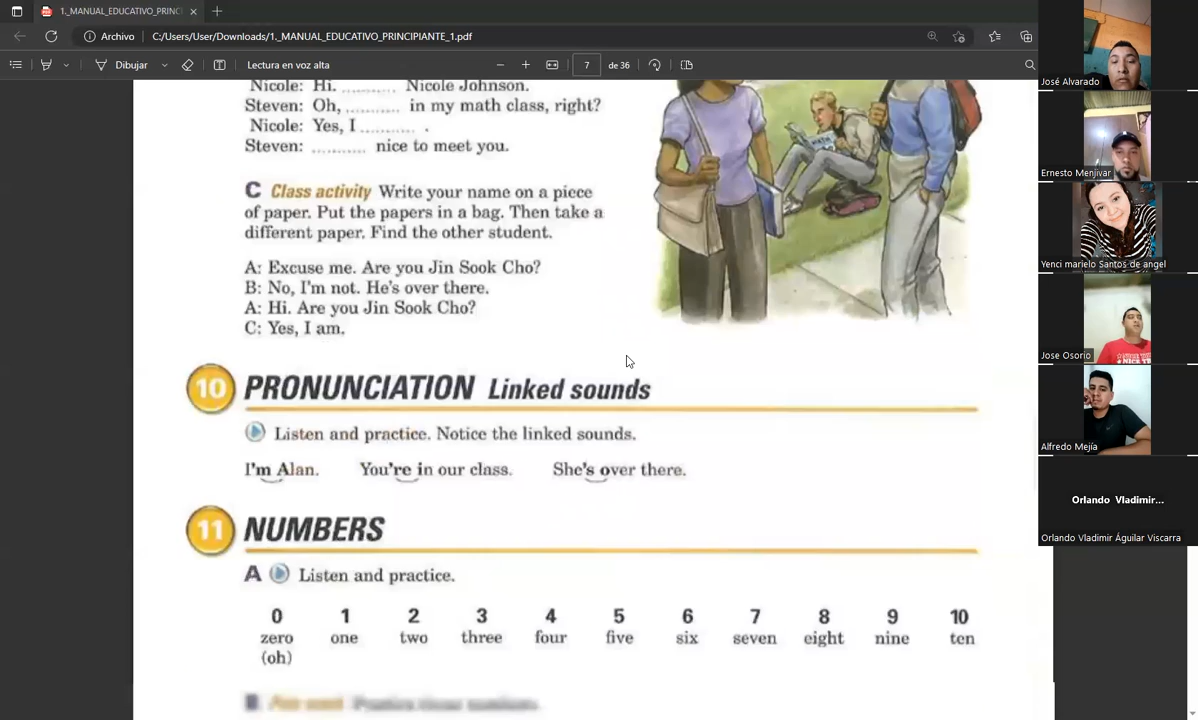 1._MANUAL_EDUCATIVO_PRINCI
Archivo C:/Users/User/Downloads/1._MANUAL_EDUCATIVO_PRINCIPIANTE_1.pdf
Dibujar Lectura en voz alta 7 de 36
Nicole: Hi. .......... Nicole Johnson.
Steven: Oh, .......... in my math class, right?
Nicole: Yes, I .......... .
Steven: .......... nice to meet you.
C Class activity Write your name on a piece
of paper. Put the papers in a bag. Then take a
different paper. Find the other student.
A: Excuse me. Are you Jin Sook Cho?
B: No, I'm not. He's over there.
A: Hi. Are you Jin Sook Cho?
C: Yes, I am.
MATH
10 PRONUNCIATION Linked sounds
Listen and practice. Notice the linked sounds.
I'm Alan. You're in our class. She's over there.
11 NUMBERS
A Listen and practice.
0 1 2 3 4 5 6 7 8 9 10
zero one two three four five six seven eight nine ten
(oh)
B Pair work Practice these numbers.
José Alvarado
Ernesto Menjivar
Yenci marielo Santos de angel
Jose Osorio
Alfredo Mejía
Orlando Vladimir...
Orlando Vladimir Águilar Viscarra